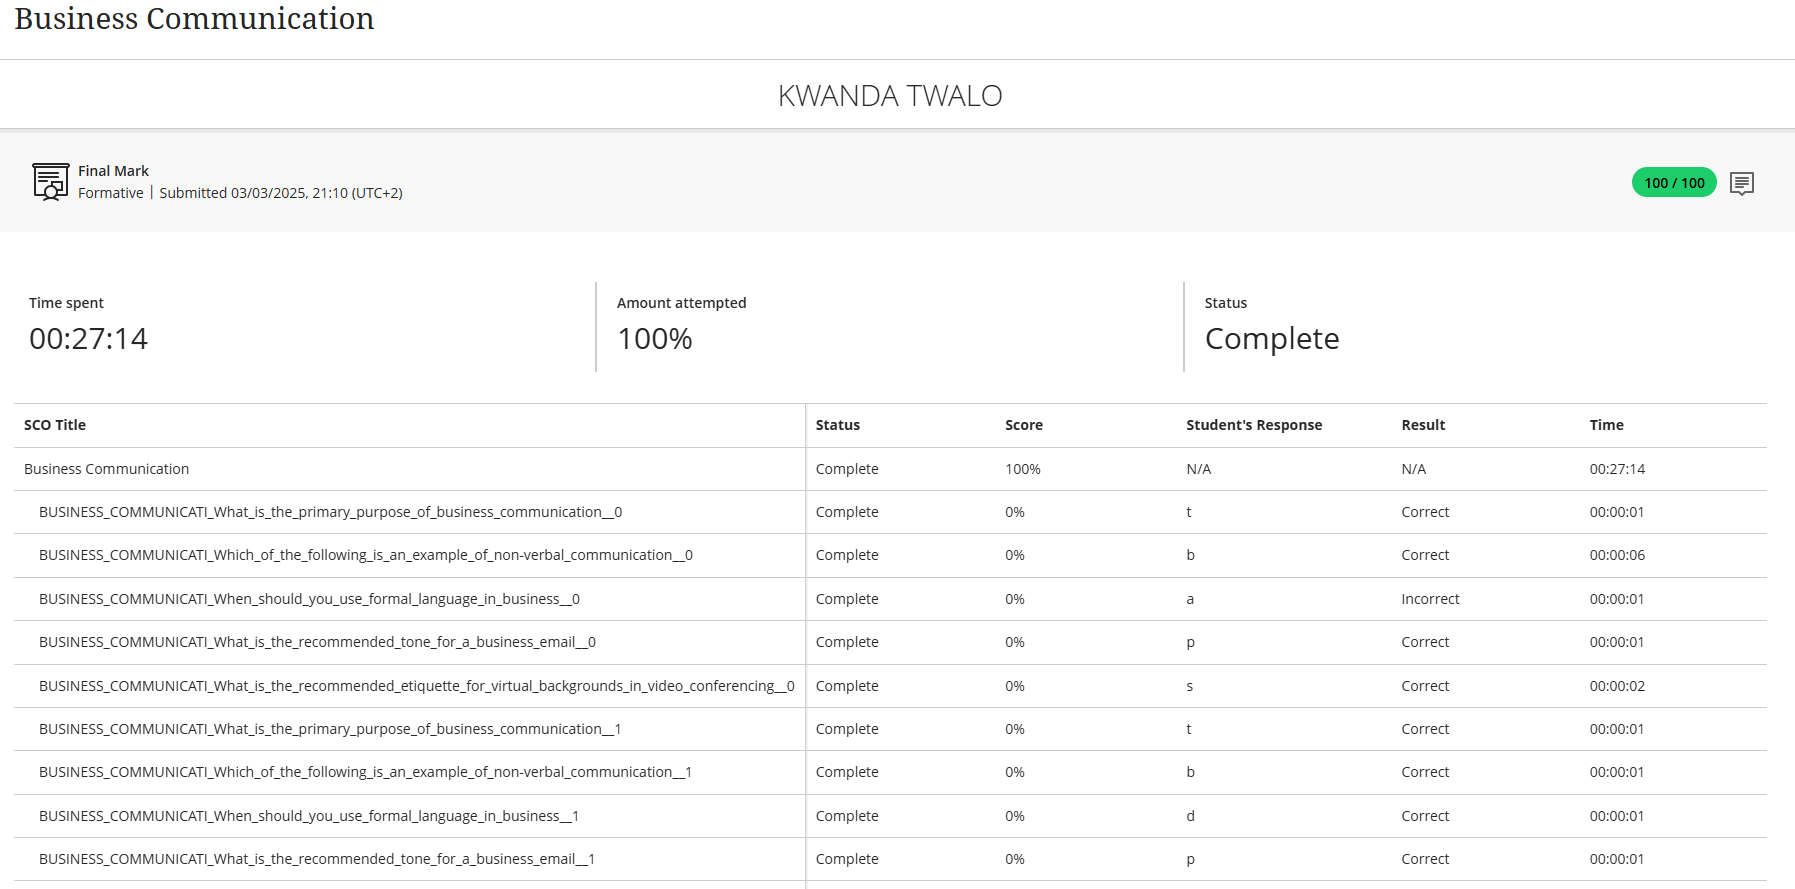 Business Communication
KWANDA TWALO
Final Mark
Formative | Submitted 03/03/2025, 21:10 (UTC+2)
100 / 100
Time spent
00:27:14
Amount attempted
100%
Status
Complete
SCO Title Status Score Student's Response Result Time
Business Communication Complete 100% N/A N/A 00:27:14
BUSINESS_COMMUNICATI_What_is_the_primary_purpose_of_business_communication__0 Complete 0% t Correct 00:00:01
BUSINESS_COMMUNICATI_Which_of_the_following_is_an_example_of_non-verbal_communication__0 Complete 0% b Correct 00:00:06
BUSINESS_COMMUNICATI_When_should_you_use_formal_language_in_business__0 Complete 0% a Incorrect 00:00:01
BUSINESS_COMMUNICATI_What_is_the_recommended_tone_for_a_business_email__0 Complete 0% p Correct 00:00:01
BUSINESS_COMMUNICATI_What_is_the_recommended_etiquette_for_virtual_backgrounds_in_video_conferencing__0 Complete 0% s Correct 00:00:02
BUSINESS_COMMUNICATI_What_is_the_primary_purpose_of_business_communication__1 Complete 0% t Correct 00:00:01
BUSINESS_COMMUNICATI_Which_of_the_following_is_an_example_of_non-verbal_communication__1 Complete 0% b Correct 00:00:01
BUSINESS_COMMUNICATI_When_should_you_use_formal_language_in_business__1 Complete 0% d Correct 00:00:01
BUSINESS_COMMUNICATI_What_is_the_recommended_tone_for_a_business_email__1 Complete 0% p Correct 00:00:01